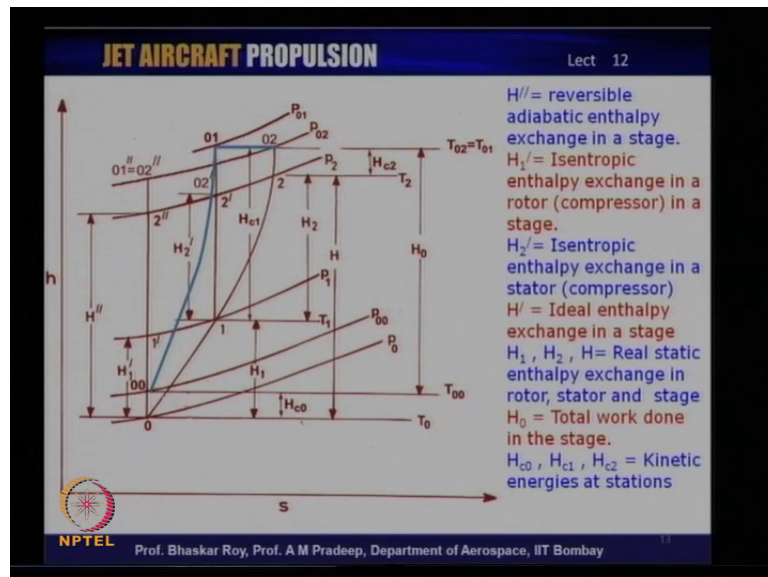 JET AIRCRAFT PROPULSION
Lect 12
H// = reversible
adiabatic enthalpy
exchange in a stage.
H1/= Isentropic
enthalpy exchange in a
rotor (compressor) in a
stage.
H2/= Isentropic
enthalpy exchange in a
stator (compressor)
H/ = Ideal enthalpy
exchange in a stage
H1 , H2 , H= Real static
enthalpy exchange in
rotor, stator and stage
H0 = Total work done
in the stage.
Hc0 , Hc1 , Hc2 = Kinetic
energies at stations
P01
01
02
P02
T02=T01
01//=02//
P2
Hc2
02/
2
T2
2//
2/
Hc1
H2
H2/
H
H0
h
H//
P1
T1
1
P00
1/
P0
H1/
H1
00
T00
Hc0
0
T0
s
NPTEL
Prof. Bhaskar Roy, Prof. A M Pradeep, Department of Aerospace, IIT Bombay
13